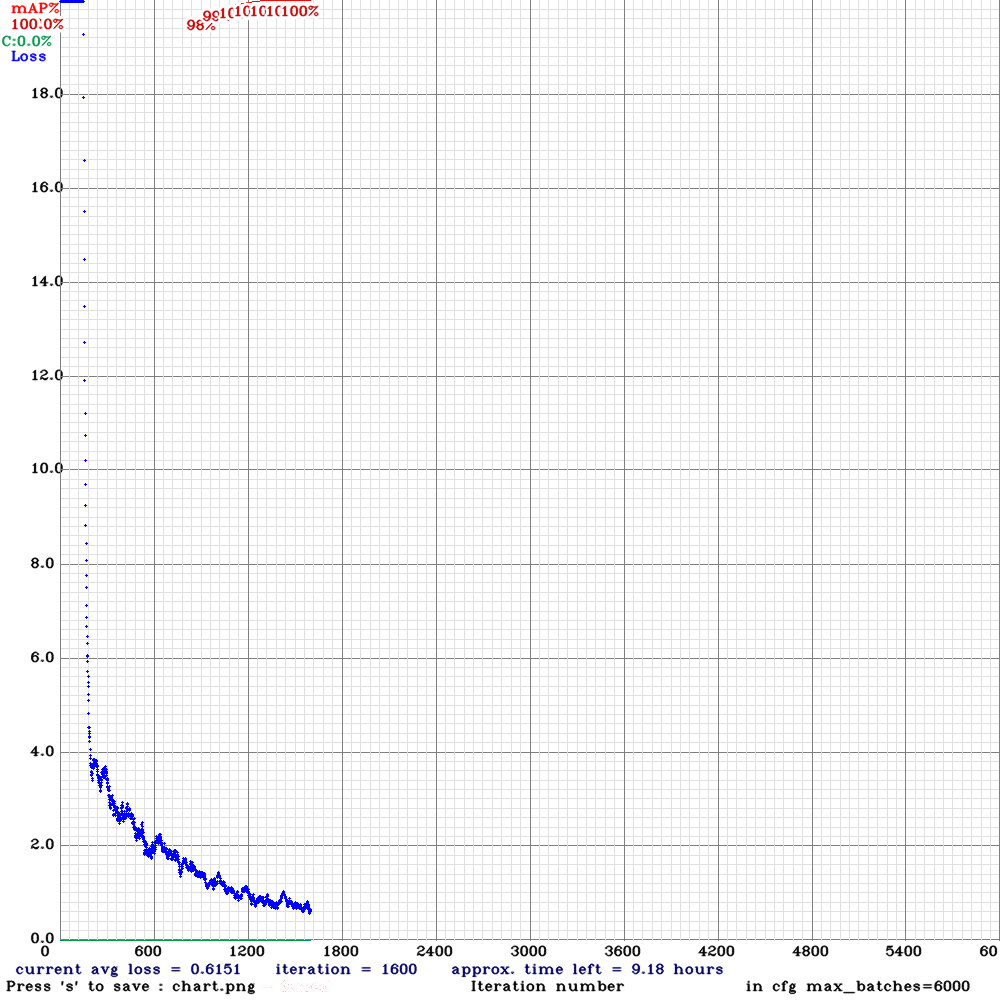 mAP%
100.0%
C:0.0%
Loss
98%
100%
18.0
16.0
14.0
12.0
10.0
8.0
6.0
4.0
2.0
0.0
0 600 1200 1800 2400 3000 3600 4200 4800 5400 60
current avg loss = 0.6151 iteration = 1600 approx. time left = 9.18 hours
Press 's' to save : chart.png Iteration number in cfg max_batches=6000